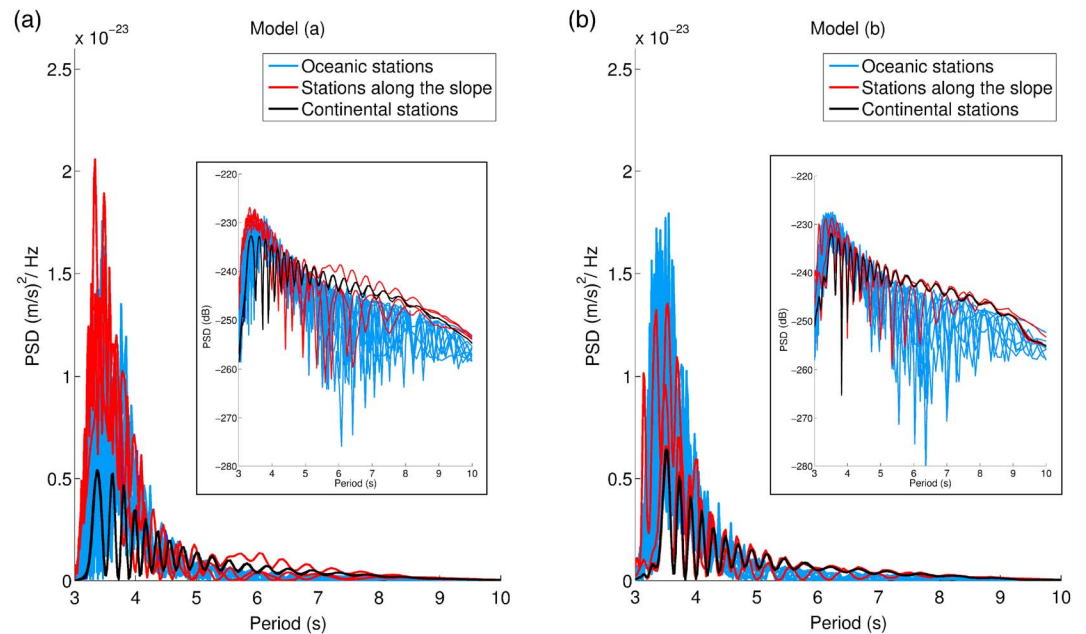 (a)
x 10⁻²³
Model (a)
Oceanic stations
Stations along the slope
Continental stations
PSD (m/s)²/ Hz
2.5
2
1.5
1
0.5
0
3 4 5 6 7 8 9 10
Period (s)
PSD (dB)
−220
−230
−240
−250
−260
−270
−280
3 4 5 6 7 8 9 10
Period (s)
(b)
x 10⁻²³
Model (b)
Oceanic stations
Stations along the slope
Continental stations
PSD (m/s)²/ Hz
2.5
2
1.5
1
0.5
0
3 4 5 6 7 8 9 10
Period (s)
PSD (dB)
−220
−230
−240
−250
−260
−270
−280
3 4 5 6 7 8 9 10
Period (s)